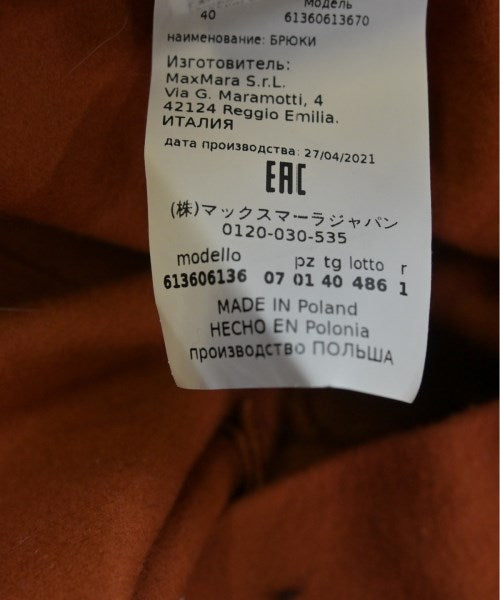 Модель
40 61360613670
наименование: БРЮКИ
Изготовитель:
MaxMara S.r.L.
Via G. Maramotti, 4
42124 Reggio Emilia.
ИТАЛИЯ
дата производства: 27/04/2021
EAC
(株)マックスマーラジャパン
0120-030-535
modello pz tg lotto r
613606136 07 01 40 486 1
MADE IN Poland
HECHO EN Polonia
производство ПОЛЬША